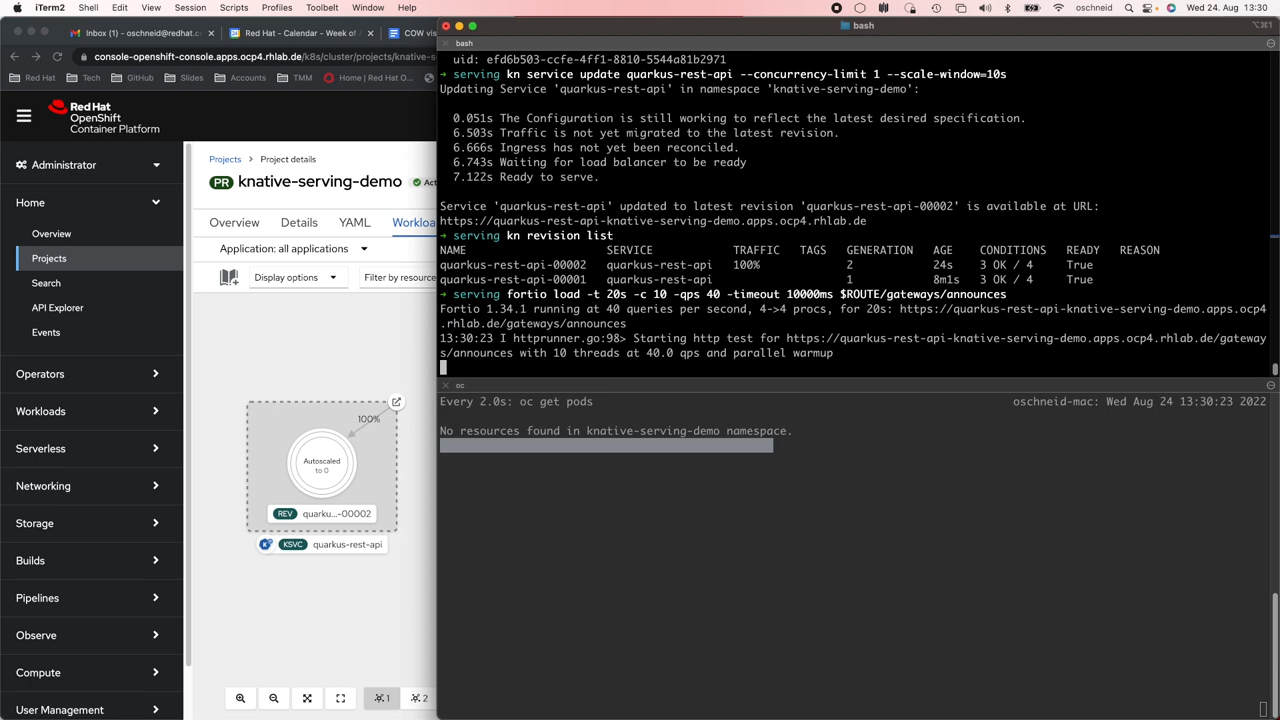 iTerm2 Shell Edit View Session Scripts Profiles Toolbelt Window Help oschneid Wed 24. Aug 13:30
Inbox (11) - oschneid@redhat.c
Red Hat - Calendar - Week of
COW vis
console-openshift-console.apps.ocp4.rhlab.de/k8s/cluster/projects/knative-s
Red Hat Tech GitHub Slides Accounts TMM Home | Red Hat O...
Red Hat
OpenShift
Container Platform
Administrator
Home
Overview
Projects
Search
API Explorer
Events
Operators
Workloads
Serverless
Networking
Storage
Builds
Pipelines
Observe
Compute
User Management
Projects > Project details
PR knative-serving-demo Act
Overview Details YAML Workloa
Application: all applications
Display options Filter by resource
100%
Autoscaled
to 0
REV quarku...-00002
KSVC quarkus-rest-api
1 2
bash
⌥⌘1
bash
uid: efd6b503-ccfe-4ff1-8810-5544a81b2971
➜ serving kn service update quarkus-rest-api --concurrency-limit 1 --scale-window=10s
Updating Service 'quarkus-rest-api' in namespace 'knative-serving-demo':
0.051s The Configuration is still working to reflect the latest desired specification.
6.503s Traffic is not yet migrated to the latest revision.
6.666s Ingress has not yet been reconciled.
6.743s Waiting for load balancer to be ready
7.122s Ready to serve.
Service 'quarkus-rest-api' updated to latest revision 'quarkus-rest-api-00002' is available at URL:
https://quarkus-rest-api-knative-serving-demo.apps.ocp4.rhlab.de
➜ serving kn revision list
NAME SERVICE TRAFFIC TAGS GENERATION AGE CONDITIONS READY REASON
quarkus-rest-api-00002 quarkus-rest-api 100% 2 24s 3 OK / 4 True
quarkus-rest-api-00001 quarkus-rest-api 1 8m1s 3 OK / 4 True
➜ serving fortio load -t 20s -c 10 -qps 40 -timeout 10000ms $ROUTE/gateways/announces
Fortio 1.34.1 running at 40 queries per second, 4->4 procs, for 20s: https://quarkus-rest-api-knative-serving-demo.apps.ocp4
.rhlab.de/gateways/announces
13:30:23 I httprunner.go:98> Starting http test for https://quarkus-rest-api-knative-serving-demo.apps.ocp4.rhlab.de/gateway
s/announces with 10 threads at 40.0 qps and parallel warmup
oc
Every 2.0s: oc get pods oschneid-mac: Wed Aug 24 13:30:23 2022
No resources found in knative-serving-demo namespace.